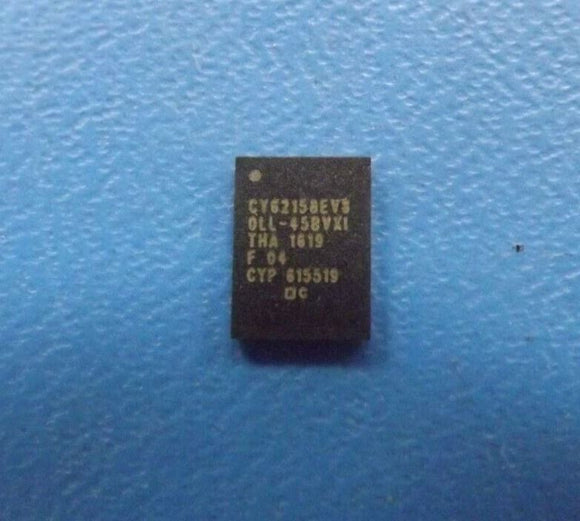 CY62158EV3
0LL-45BVXI
THA 1619
F 04
CYP 615519
C